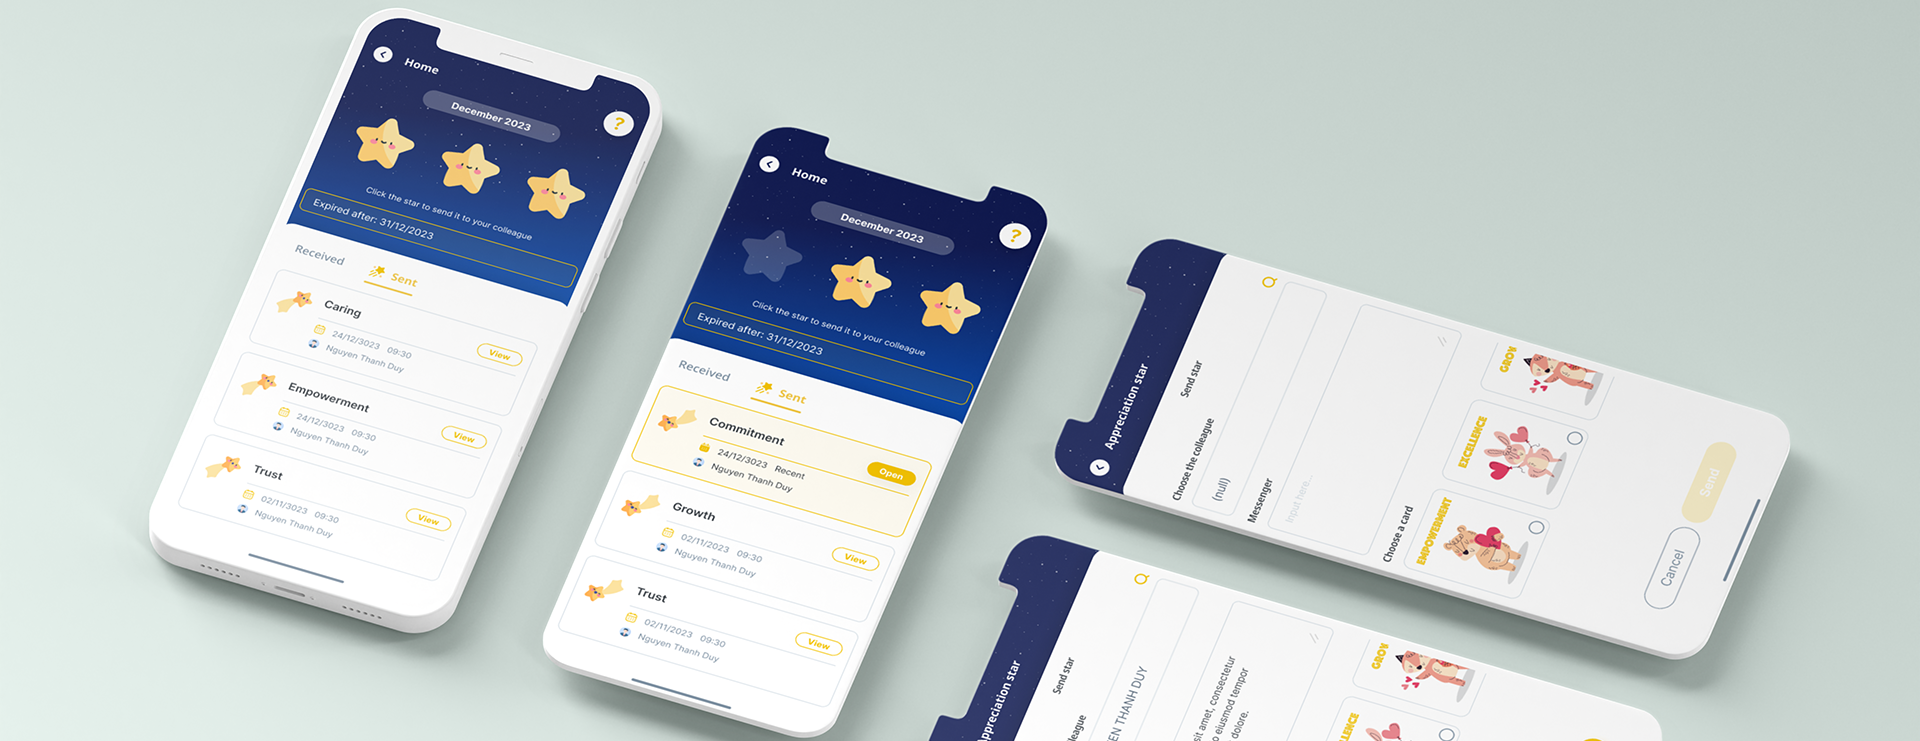 Home
December 2023
?
Click the star to send it to your colleague
Expired after: 31/12/2023
Received
Sent
Caring
24/12/3023 09:30
Nguyen Thanh Duy
View
Empowerment
24/12/3023 09:30
Nguyen Thanh Duy
View
Trust
02/11/2023 09:30
Nguyen Thanh Duy
View
Home
December 2023
?
Click the star to send it to your colleague
Expired after: 31/12/2023
Received
Sent
Commitment
24/12/3023 Recent
Nguyen Thanh Duy
Open
Growth
02/11/2023 09:30
Nguyen Thanh Duy
View
Trust
02/11/2023 09:30
Nguyen Thanh Duy
View
Appreciation star
Send star
Choose the colleague
(null)
Messenger
Input here...
Choose a card
EMPOWERMENT
EXCELLENCE
GROW
Cancel
Send
Appreciation star
Send star
league
EN THANH DUY
sit amet, consectetur
o eiusmod tempor
dolore.
LLENCE
GROW